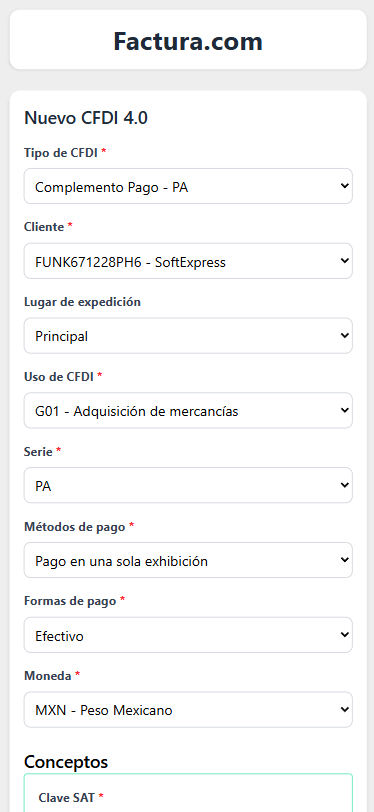 Factura.com
Nuevo CFDI 4.0
Tipo de CFDI *
Complemento Pago - PA
Cliente *
FUNK671228PH6 - SoftExpress
Lugar de expedición
Principal
Uso de CFDI *
G01 - Adquisición de mercancías
Serie *
PA
Métodos de pago *
Pago en una sola exhibición
Formas de pago *
Efectivo
Moneda *
MXN - Peso Mexicano
Conceptos
Clave SAT *